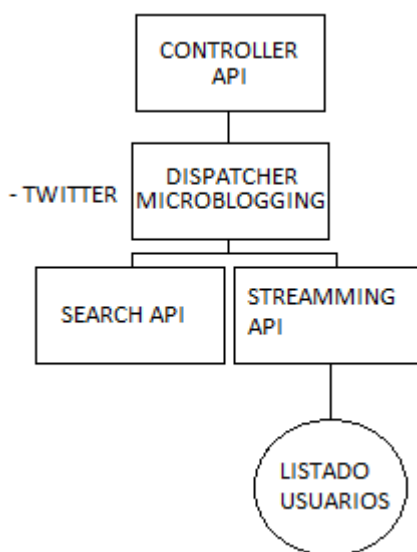 CONTROLLER
API
- TWITTER
DISPATCHER
MICROBLOGGING
SEARCH API
STREAMMING
API
LISTADO
USUARIOS